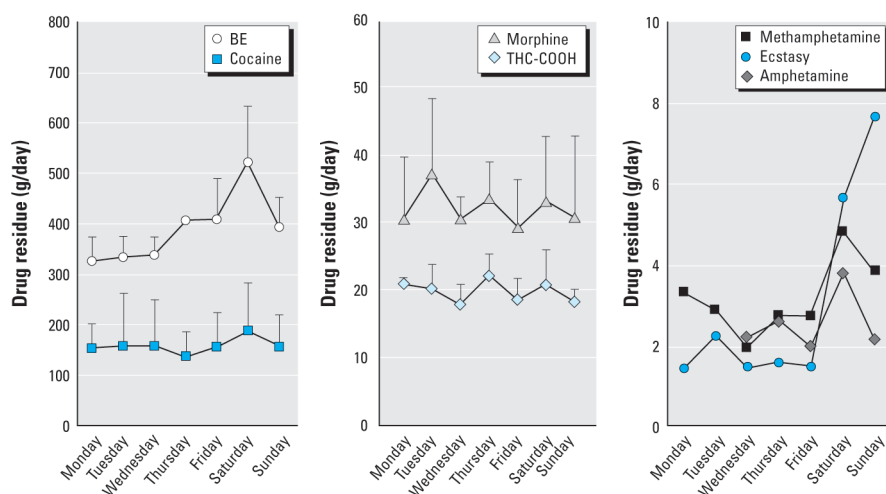 800
700
600
500
400
300
200
100
0
Drug residue (g/day)
BE
Cocaine
Monday
Tuesday
Wednesday
Thursday
Friday
Saturday
Sunday
60
50
40
30
20
10
0
Drug residue (g/day)
Morphine
THC-COOH
Monday
Tuesday
Wednesday
Thursday
Friday
Saturday
Sunday
10
8
6
4
2
0
Drug residue (g/day)
Methamphetamine
Ecstasy
Amphetamine
Monday
Tuesday
Wednesday
Thursday
Friday
Saturday
Sunday